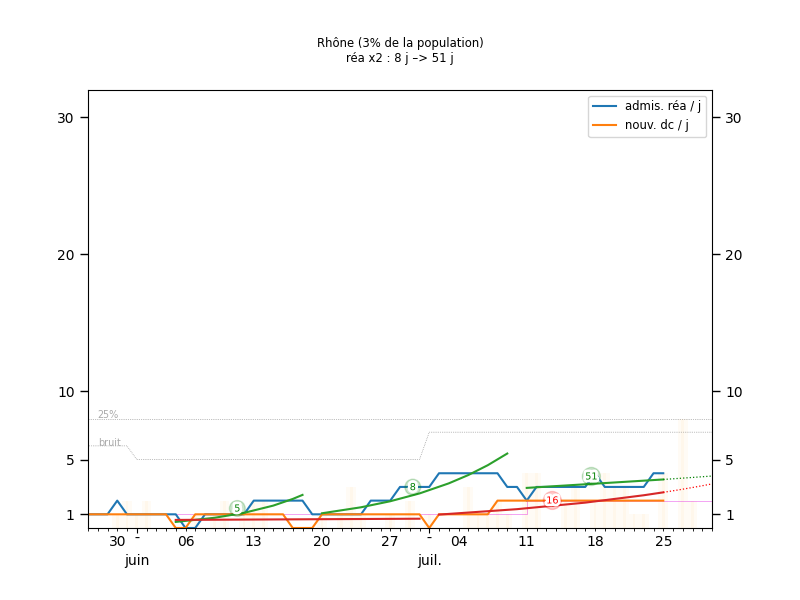 Rhône (3% de la population)
réa x2 : 8 j –> 51 j
admis. réa / j
nouv. dc / j
30 30
20 20
10 10
25%
bruit
5 5
51
8
16
5
1 1
30 - 06 13 20 27 - 04 11 18 25
juin juil.